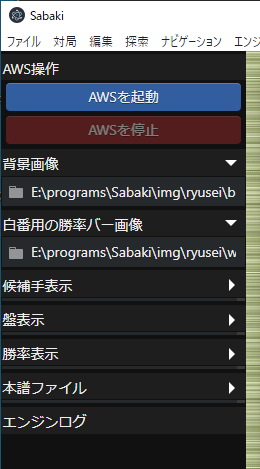 Sabaki
ファイル 対局 編集 探索 ナビゲーション エンジ
AWS操作
AWSを起動
AWSを停止
背景画像
E:\programs\Sabaki\img\ryusei\b
白番用の勝率バー画像
E:\programs\Sabaki\img\ryusei\w
候補手表示
盤表示
勝率表示
本譜ファイル
エンジンログ